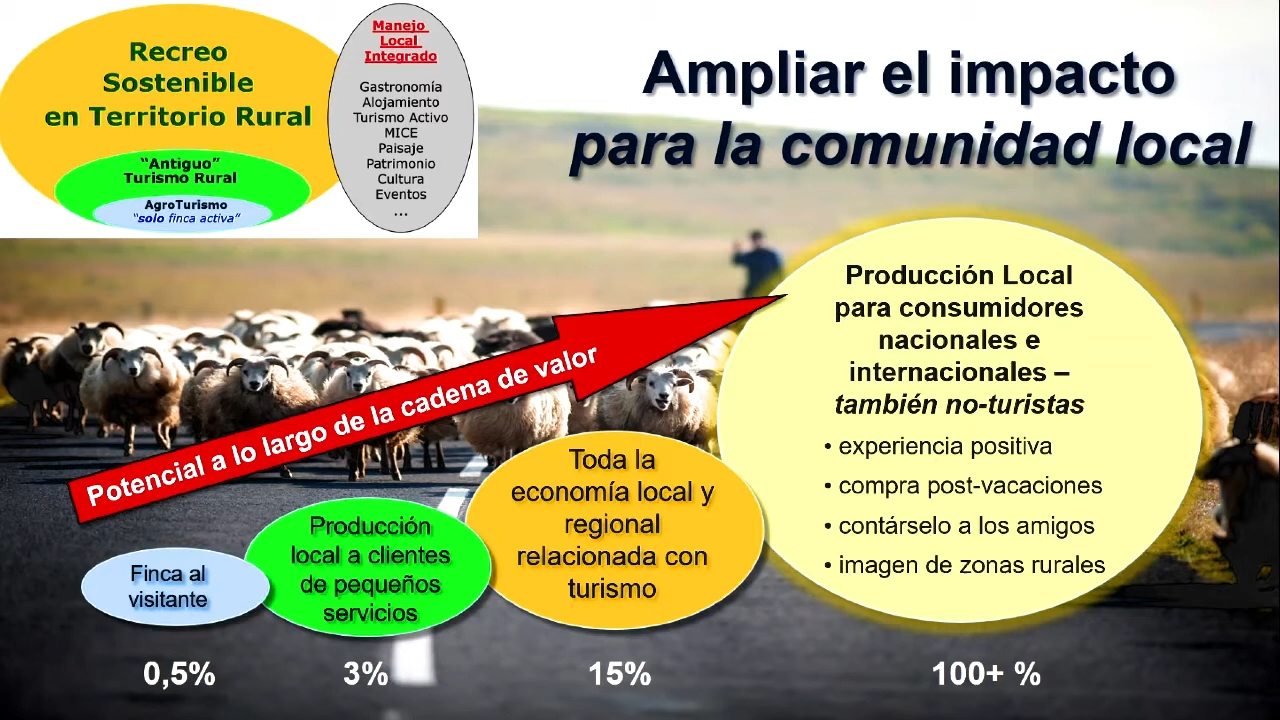 Recreo
Sostenible
en Territorio Rural
“Antiguo”
Turismo Rural
AgroTurismo
“solo finca activa”
Manejo
Local
Integrado
Gastronomía
Alojamiento
Turismo Activo
MICE
Paisaje
Patrimonio
Cultura
Eventos
...
Ampliar el impacto
para la comunidad local
Potencial a lo largo de la cadena de valor
Finca al
visitante
Producción
local a clientes
de pequeños
servicios
Toda la
economía local y
regional
relacionada con
turismo
Producción Local
para consumidores
nacionales e
internacionales –
también no-turistas
• experiencia positiva
• compra post-vacaciones
• contárselo a los amigos
• imagen de zonas rurales
0,5%
3%
15%
100+ %